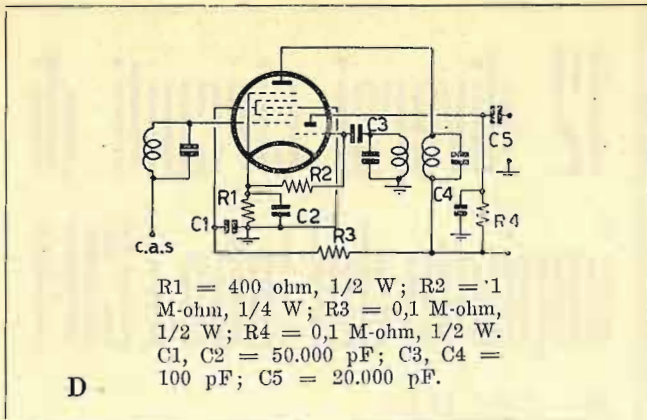 C3
C5
R2
R1
C4
C1
C2
R4
R3
c.a.s
R1 = 400 ohm, 1/2 W; R2 = 1
M-ohm, 1/4 W; R3 = 0,1 M-ohm,
1/2 W; R4 = 0,1 M-ohm, 1/2 W.
C1, C2 = 50.000 pF; C3, C4 =
100 pF; C5 = 20.000 pF.
D